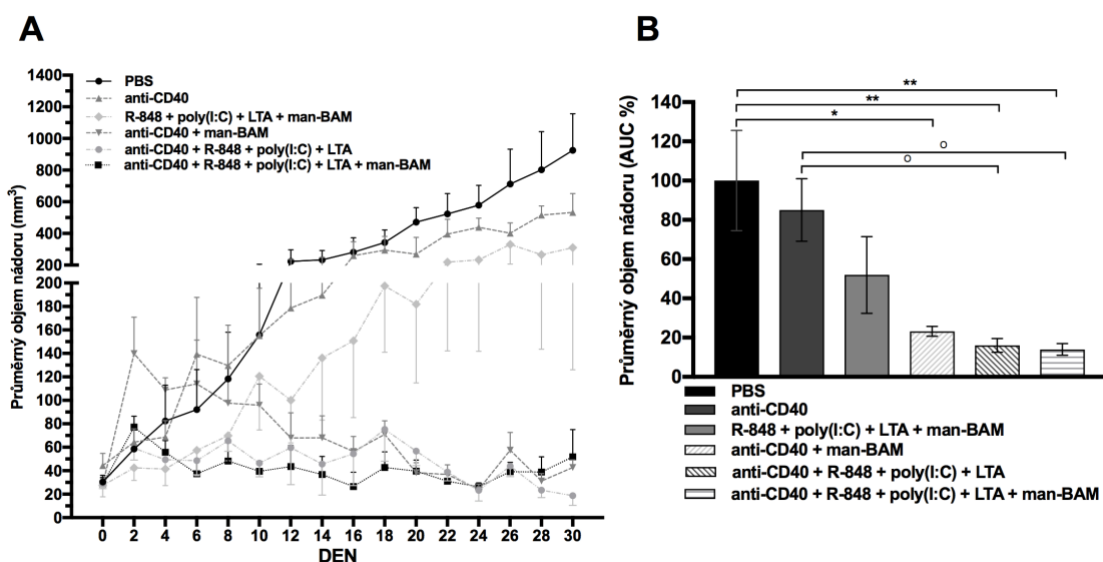 A
Průměrný objem nádoru (mm³)
1400
1200
1000
800
600
400
200
200
180
160
140
120
100
80
60
40
20
0
PBS
anti-CD40
R-848 + poly(I:C) + LTA + man-BAM
anti-CD40 + man-BAM
anti-CD40 + R-848 + poly(I:C) + LTA
anti-CD40 + R-848 + poly(I:C) + LTA + man-BAM
0 2 4 6 8 10 12 14 16 18 20 22 24 26 28 30
DEN
B
Průměrný objem nádoru (AUC %)
140
120
100
80
60
40
20
0
**
**
*
○
○
PBS
anti-CD40
R-848 + poly(I:C) + LTA + man-BAM
anti-CD40 + man-BAM
anti-CD40 + R-848 + poly(I:C) + LTA
anti-CD40 + R-848 + poly(I:C) + LTA + man-BAM